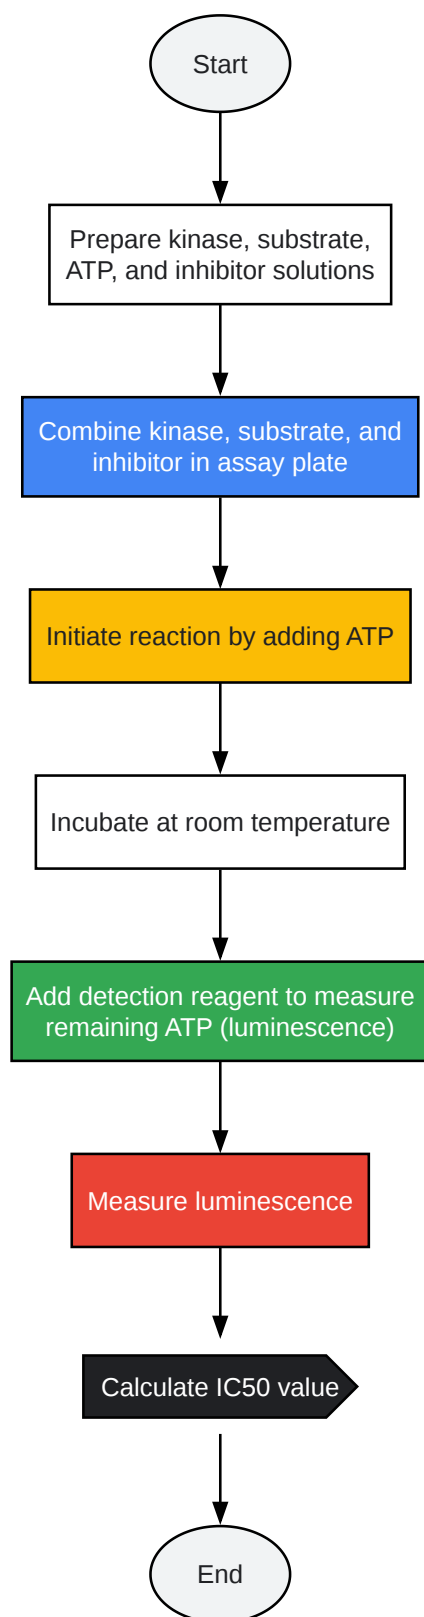 Start
Prepare kinase, substrate,
ATP, and inhibitor solutions
Combine kinase, substrate, and
inhibitor in assay plate
Initiate reaction by adding ATP
Incubate at room temperature
Add detection reagent to measure
remaining ATP (luminescence)
Measure luminescence
Calculate IC50 value
End